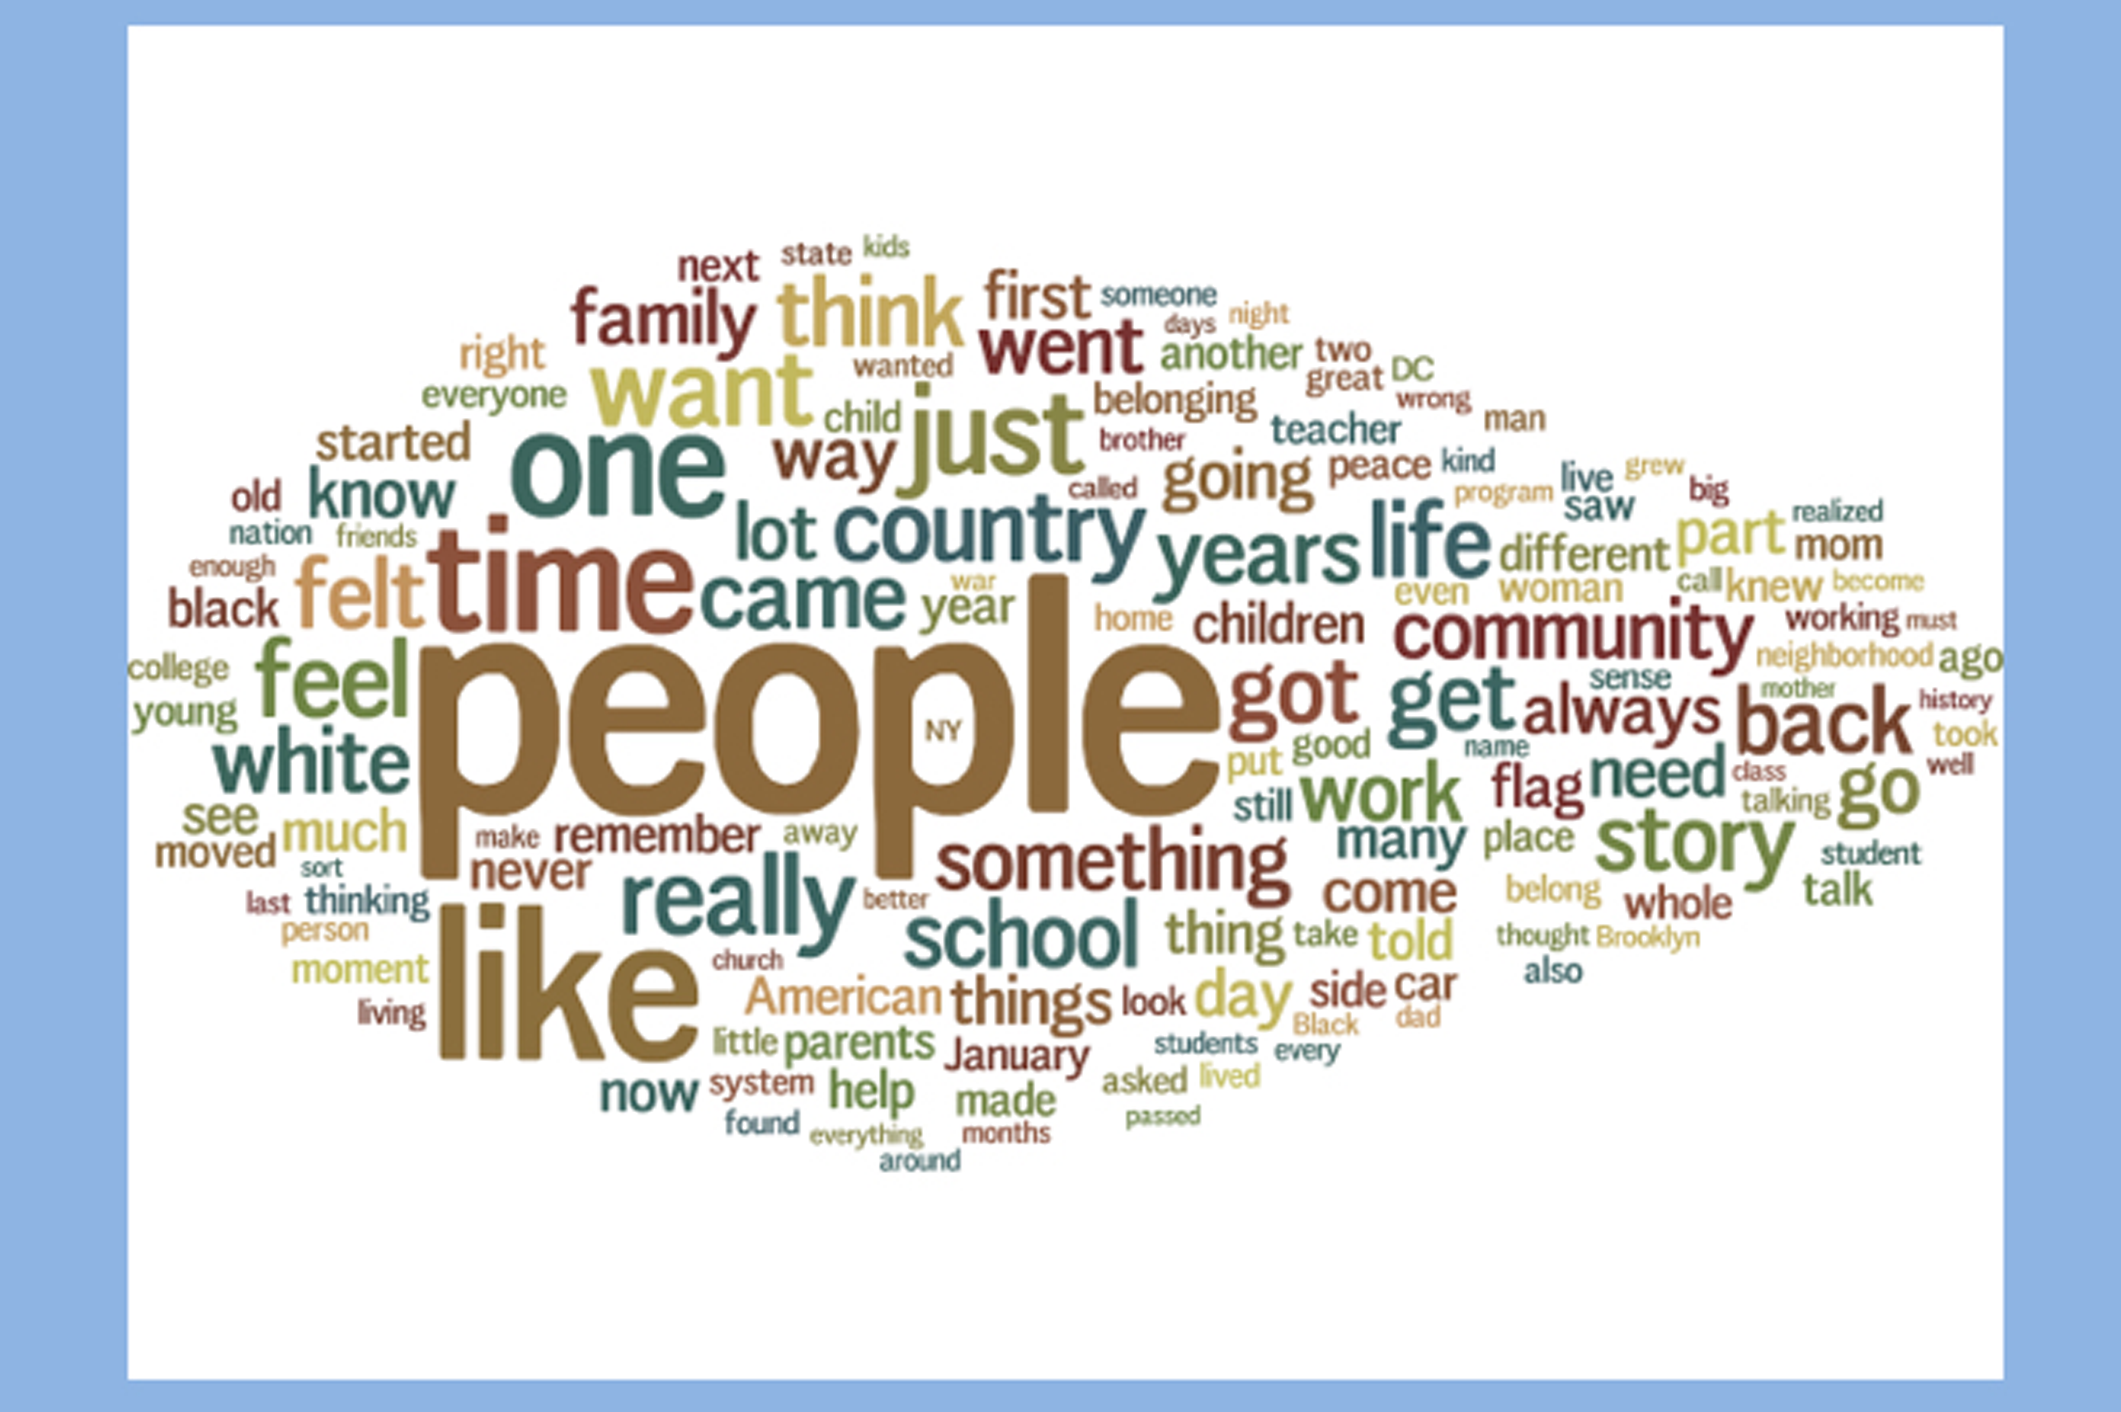 next state kids
family think first someone
days night
right wanted went another two
everyone want child just belonging great DC
wrong
started one way brother teacher man
old know called going peace kind live grew
nation friends lot country program saw big
enough time years life different part realized
mom
black felt came war year home children even woman call knew become
community working must
college feel people got get sense neighborhood ago
young NY always mother back history
white put good name took
still work flag need class well
see much make remember away many place talking go
moved sort never really something story student
last thinking better come belong whole talk
person like school thing take told thought Brooklyn
moment church also
living American things look day side car
Black dad
little parents January students every
now system help made asked lived
found everything months passed
around